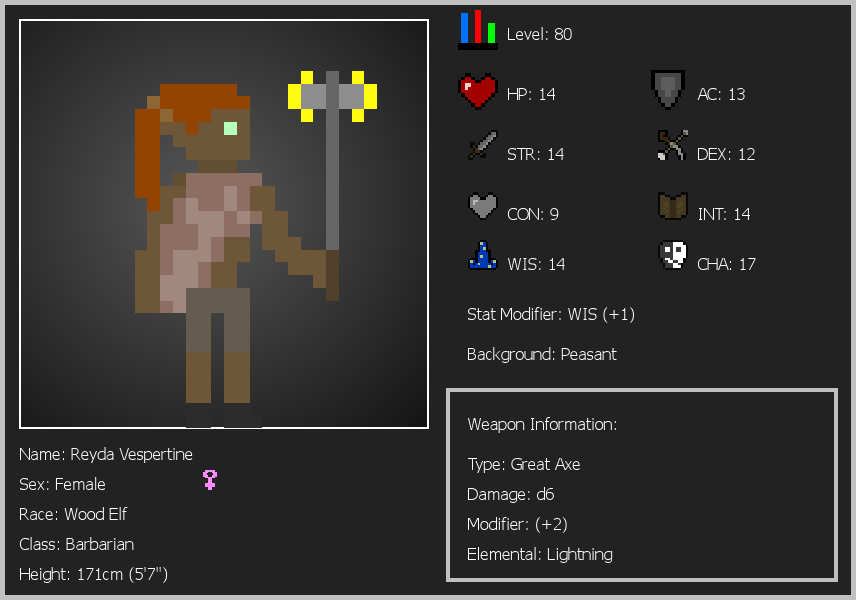 Level: 80
HP: 14
AC: 13
STR: 14
DEX: 12
CON: 9
INT: 14
WIS: 14
CHA: 17
Stat Modifier: WIS (+1)
Background: Peasant
Weapon Information:
Type: Great Axe
Damage: d6
Modifier: (+2)
Elemental: Lightning
Name: Reyda Vespertine
Sex: Female
Race: Wood Elf
Class: Barbarian
Height: 171cm (5'7")